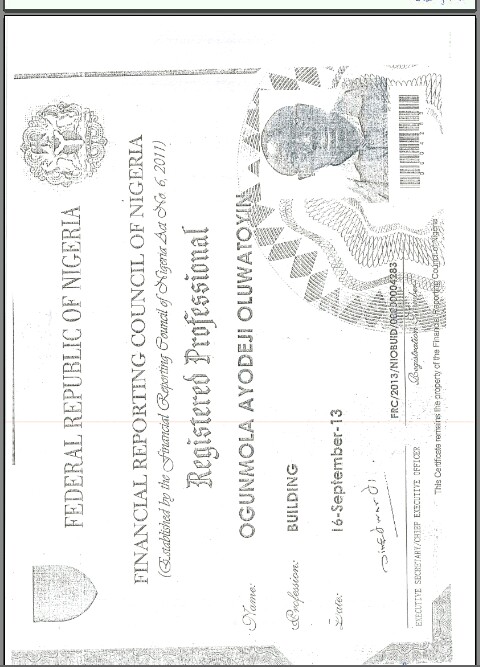 FEDERAL REPUBLIC OF NIGERIA
FINANCIAL REPORTING COUNCIL OF NIGERIA
(Established by the Financial Reporting Council of Nigeria Act No. 6, 2011)
Registered Professional
Name: OGUNMOLA AYODEJI OLUWATOYIN
Profession: BUILDING
Date: 16-September-13
FRC/2013/NIOBUID/00000004283
EXECUTIVE SECRETARY/CHIEF EXECUTIVE OFFICER
Registration Number
This Certificate remains the property of the Financial Reporting Council of Nigeria